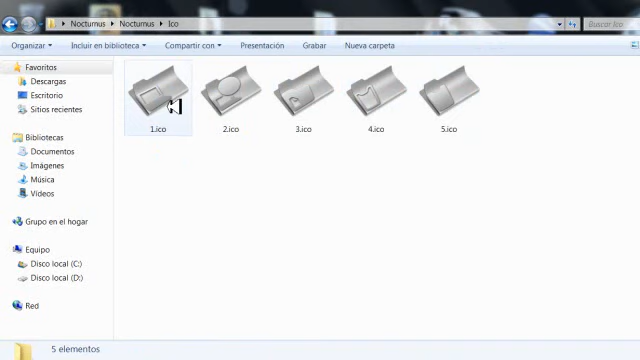 Nocturnus Nocturnus Ico
Buscar Ico
Organizar Incluir en biblioteca Compartir con Presentación Grabar Nueva carpeta
Favoritos
Descargas
Escritorio
Sitios recientes
Bibliotecas
Documentos
Imágenes
Música
Vídeos
Grupo en el hogar
Equipo
Disco local (C:)
Disco local (D:)
Red
1.ico 2.ico 3.ico 4.ico 5.ico
5 elementos